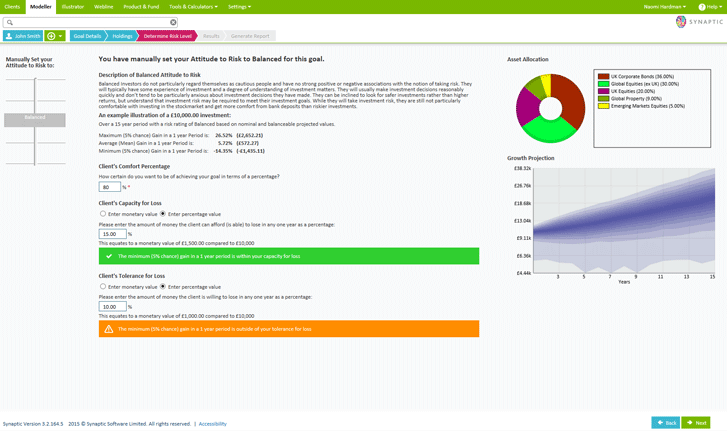 Clients Modeller Illustrator Webline Product & Fund Tools & Calculators Settings Naomi Hardman Help
SYNAPTIC
John Smith Goal Details Holdings Determine Risk Level Results Generate Report
Manually Set your
Attitude to Risk to:
Balanced
You have manually set your Attitude to Risk to Balanced for this goal.
Description of Balanced Attitude to Risk
Balanced investors do not particularly regard themselves as cautious people and have no strong positive or negative associations with the notion of taking risk. They
will typically have some experience of investment and a degree of understanding of investment matters. They will usually make investment decisions reasonably
quickly and don't tend to be particularly anxious about investment decisions they have made. They can be inclined to look for safer investments rather than higher
returns, but understand that investment risk may be required to meet their investment goals. While they will take investment risk, they are still not particularly
comfortable with investing in the stockmarket and get more comfort from bank deposits than riskier investments.
An example illustration of a £10,000.00 investment:
Over a 15 year period with a risk rating of Balanced based on nominal and balanceable projected values.
Maximum (5% chance) Gain in a 1 year Period is: 26.52% (£2,652.21)
Average (Mean) Gain in a 1 year Period is: 5.72% (£572.27)
Minimum (5% chance) Gain in a 1 year Period is: -14.35% (-£1,435.11)
Client's Comfort Percentage
How certain do you want to be of achieving your goal in terms of a percentage?
80 % *
Client's Capacity for Loss
Enter monetary value Enter percentage value
Please enter the amount of money the client can afford (is able) to lose in any one year as a percentage:
15.00 %
This equates to a monetary value of £1,500.00 compared to £10,000
The minimum (5% chance) gain in a 1 year period is within your capacity for loss
Client's Tolerance for Loss
Enter monetary value Enter percentage value
Please enter the amount of money the client is willing to lose in any one year as a percentage:
10.00 %
This equates to a monetary value of £1,000.00 compared to £10,000
The minimum (5% chance) gain in a 1 year period is outside of your tolerance for loss
Asset Allocation
UK Corporate Bonds (36.00%)
Global Equities (ex UK) (30.00%)
UK Equities (20.00%)
Global Property (9.00%)
Emerging Markets Equities (5.00%)
Growth Projection
£38.32k
£26.76k
£18.68k
£13.04k
£9.11k
£6.36k
£4.44k
3 5 7 9 11 13 15
Years
Synaptic Version 5.2.164.5 2015 © Synaptic Software Limited. All rights reserved. | Accessibility
Back Next